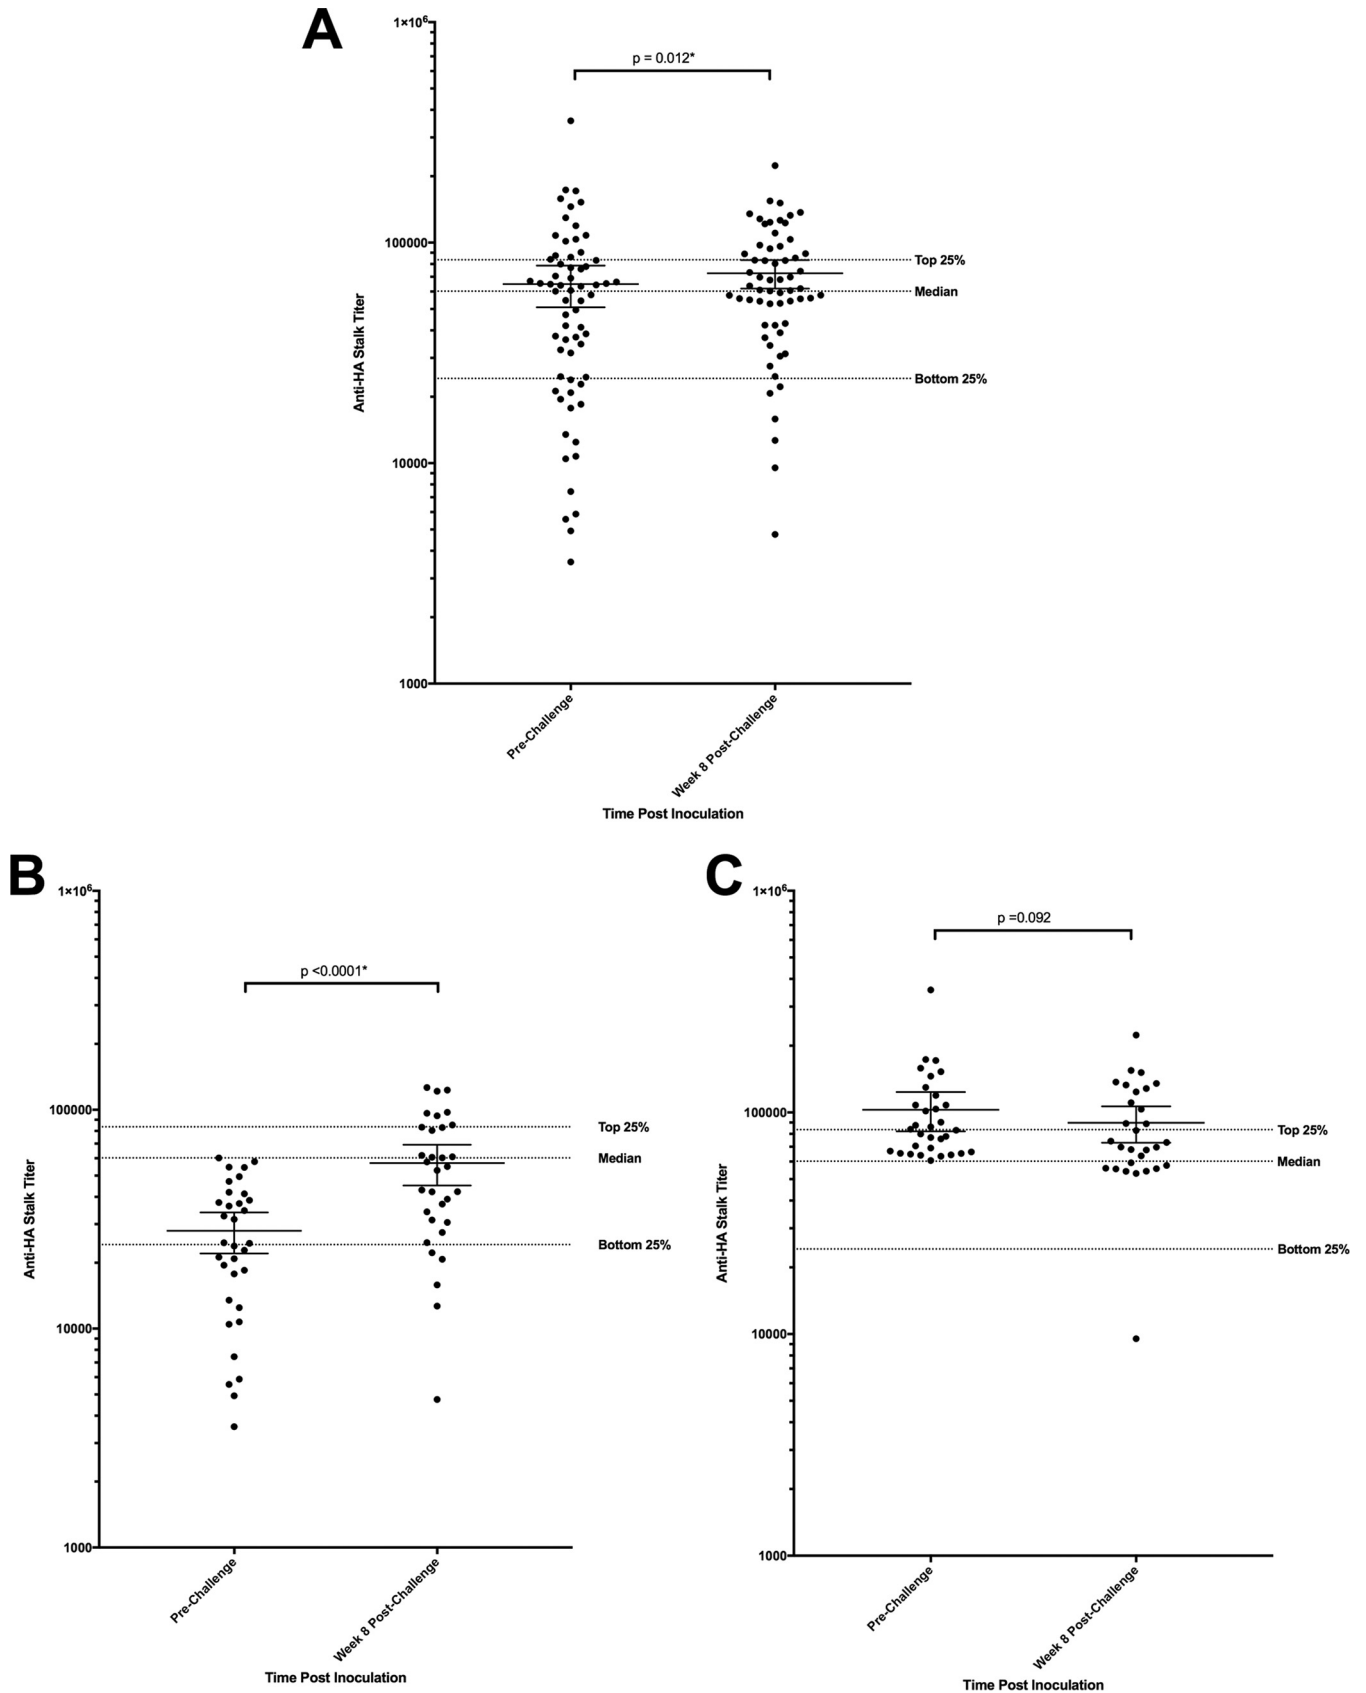 A
1×10⁶
p = 0.012*
100000
Top 25%
Median
Anti-HA Stalk Titer
Bottom 25%
10000
1000
Pre-Challenge
Week 8 Post-Challenge
Time Post Inoculation
B
1×10⁶
p <0.0001*
100000
Top 25%
Median
Anti-HA Stalk Titer
Bottom 25%
10000
1000
Pre-Challenge
Week 8 Post-Challenge
Time Post Inoculation
C
1×10⁶
p =0.092
100000
Top 25%
Median
Anti-HA Stalk Titer
Bottom 25%
10000
1000
Pre-Challenge
Week 8 Post-Challenge
Time Post Inoculation